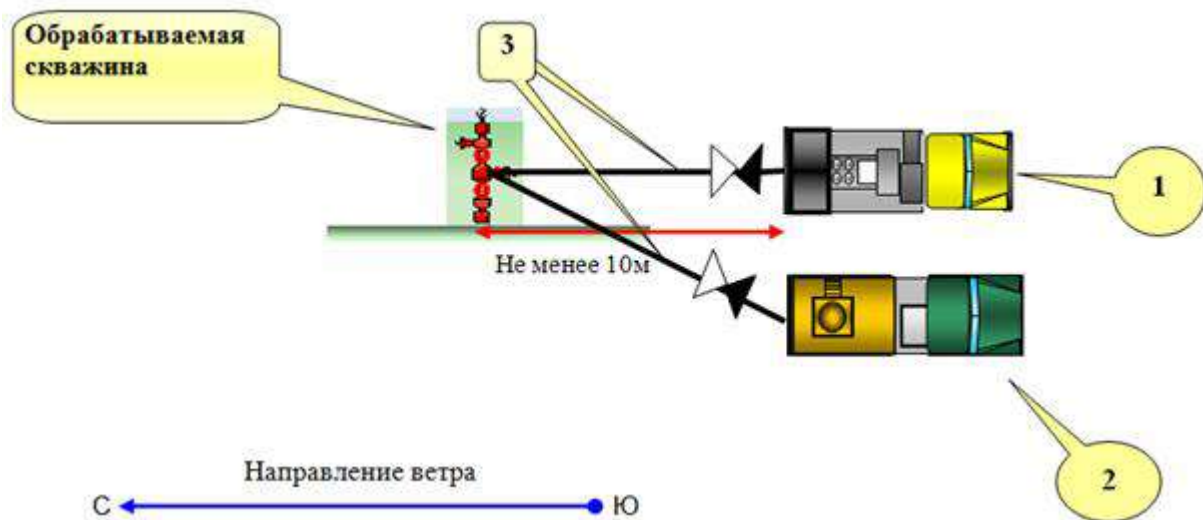 Обрабатываемая
скважина
3
1
Не менее 10м
2
Направление ветра
С Ю